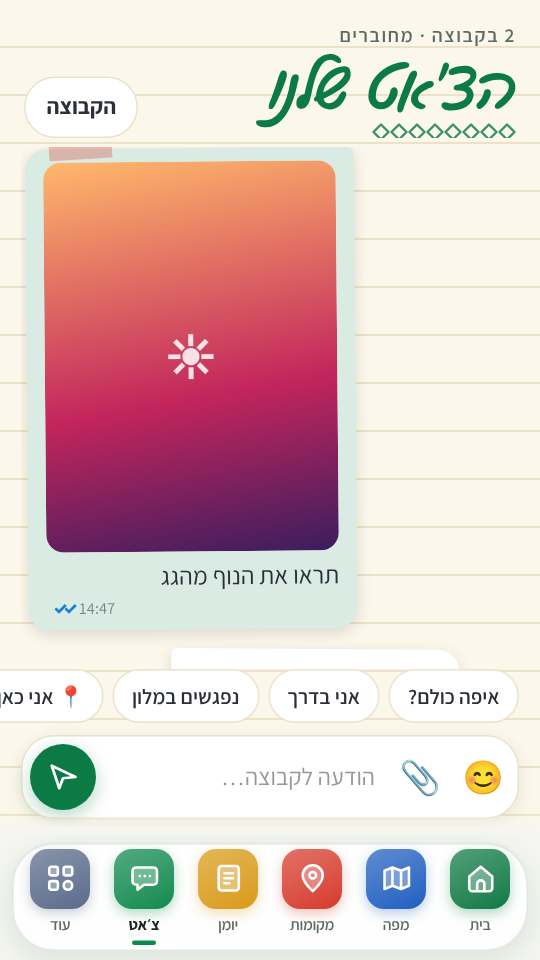 2 בקבוצה · מחוברים
הצ'אט שלנו
הקבוצה
תראו את הנוף מהגג
14:47
איפה כולם?
אני בדרך
נפגשים במלון
📍 אני כאן
הודעה לקבוצה…
בית
מפה
מקומות
יומן
צ'אט
עוד